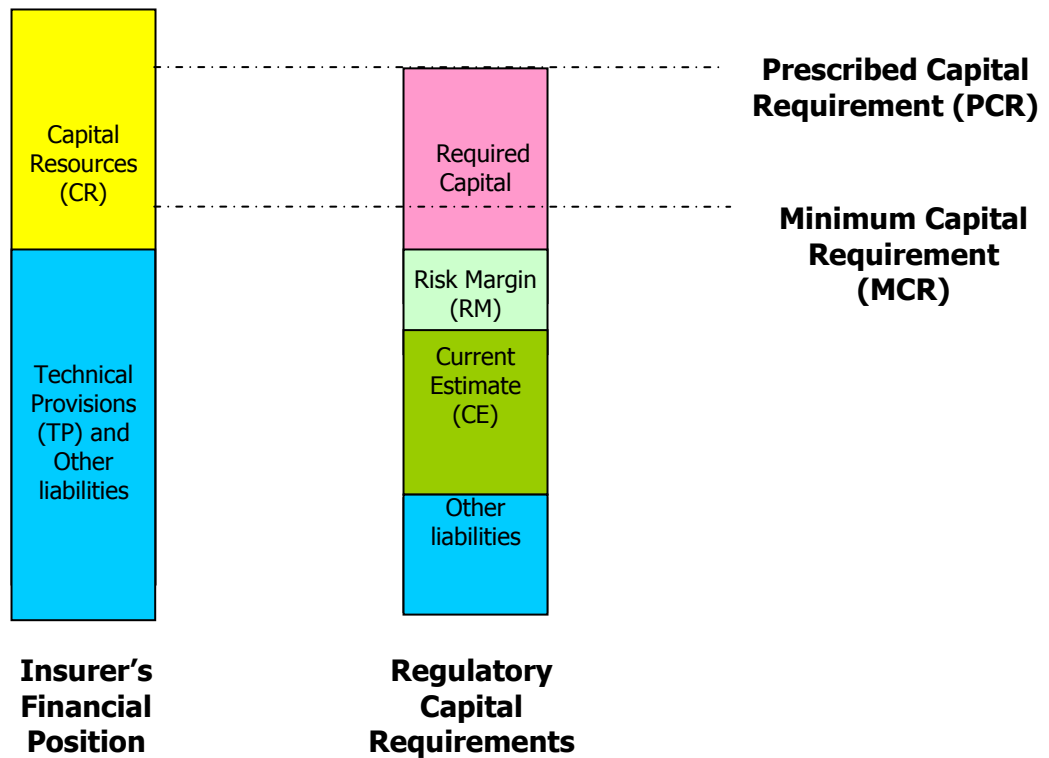 Capital
Resources
(CR)
Technical
Provisions
(TP) and
Other
liabilities
Insurer’s
Financial
Position
Required
Capital
Risk Margin
(RM)
Current
Estimate
(CE)
Other
liabilities
Regulatory
Capital
Requirements
Prescribed Capital
Requirement (PCR)
Minimum Capital
Requirement
(MCR)